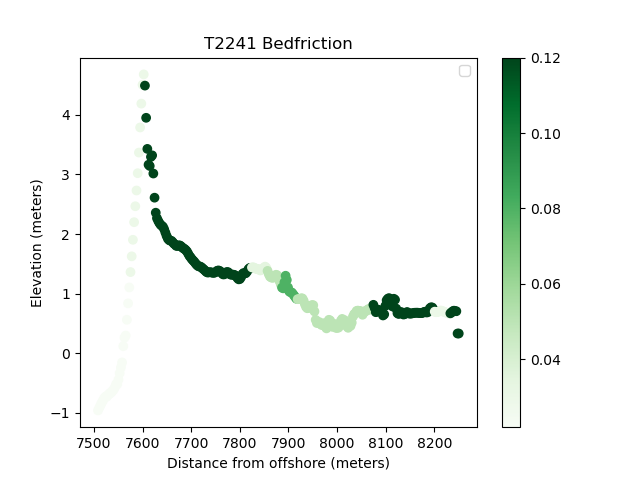 T2241 Bedfriction
0.12
0.10
0.08
0.06
0.04
4
3
2
1
0
−1
Elevation (meters)
7500 7600 7700 7800 7900 8000 8100 8200
Distance from offshore (meters)